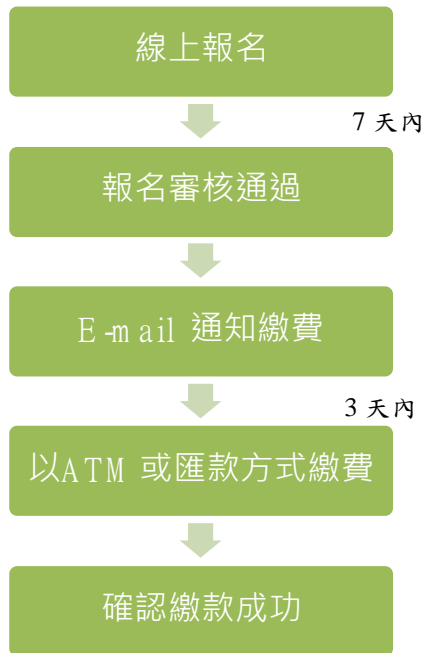 線上報名
7 天內
報名審核通過
E-mail 通知繳費
3 天內
以ATM 或匯款方式繳費
確認繳款成功